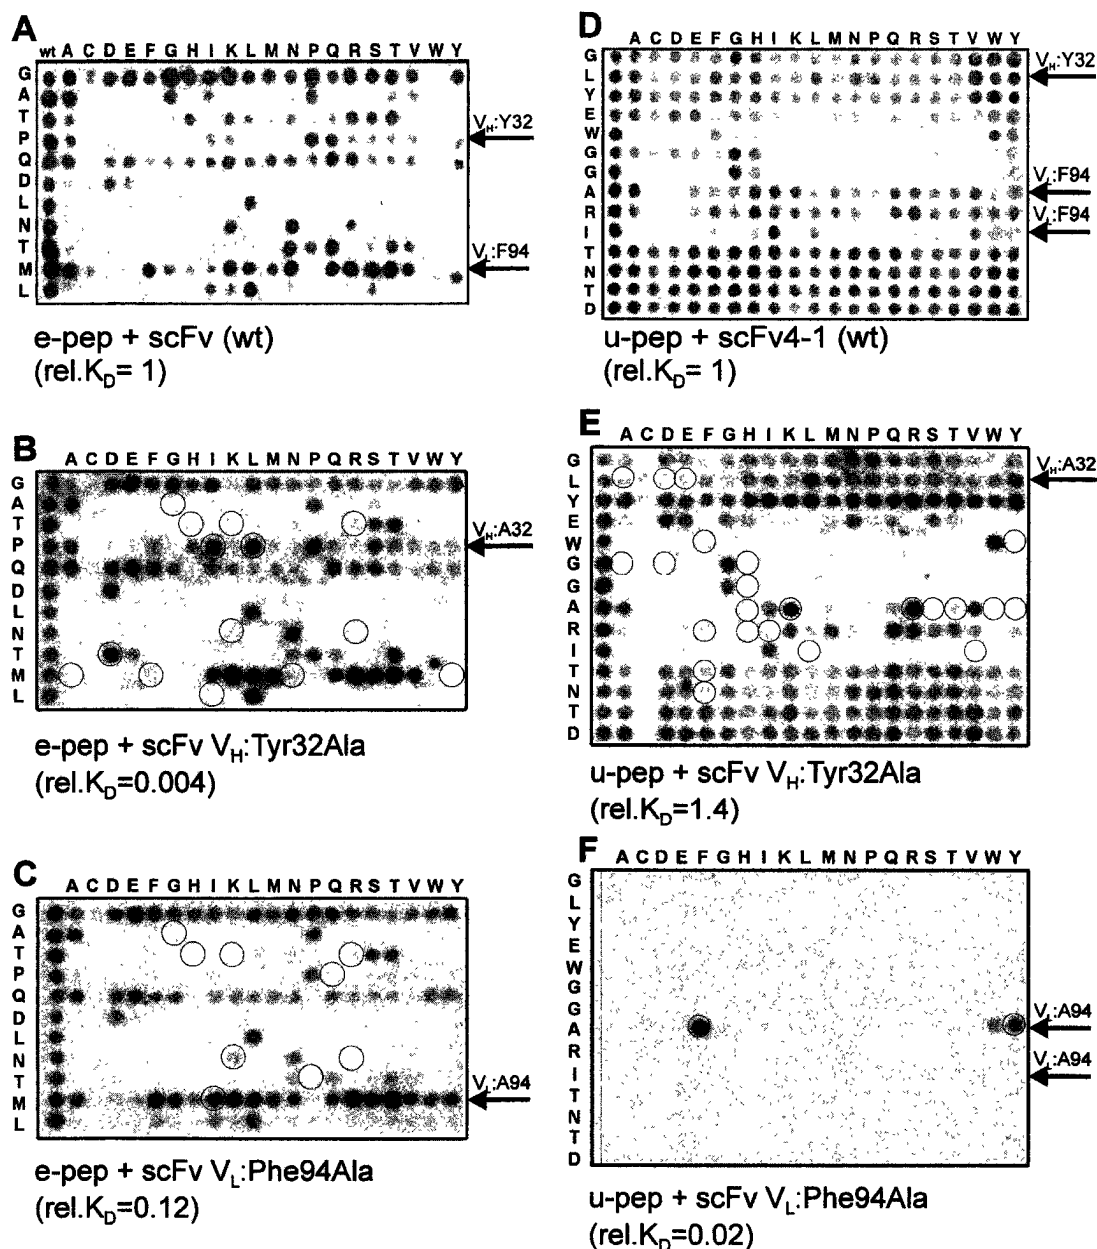 A
wt A C D E F G H I K L M N P Q R S T V W Y
G
A
T
P
Q
D
L
N
T
M
L
VH:Y32
VL:F94
e-pep + scFv (wt)
(rel.KD= 1)
B
A C D E F G H I K L M N P Q R S T V W Y
G
A
T
P
Q
D
L
N
T
M
L
VH:A32
e-pep + scFv VH:Tyr32Ala
(rel.KD=0.004)
C
A C D E F G H I K L M N P Q R S T V W Y
G
A
T
P
Q
D
L
N
T
M
L
VL:A94
e-pep + scFv VL:Phe94Ala
(rel.KD=0.12)
D
A C D E F G H I K L M N P Q R S T V W Y
G
L
Y
E
W
G
G
A
R
I
T
N
T
D
VH:Y32
VL:F94
VL:F94
u-pep + scFv4-1 (wt)
(rel.KD= 1)
E
A C D E F G H I K L M N P Q R S T V W Y
G
L
Y
E
W
G
G
A
R
I
T
N
T
D
VH:A32
u-pep + scFv VH:Tyr32Ala
(rel.KD=1.4)
F
A C D E F G H I K L M N P Q R S T V W Y
G
L
Y
E
W
G
G
A
R
I
T
N
T
D
VL:A94
VL:A94
u-pep + scFv VL:Phe94Ala
(rel.KD=0.02)